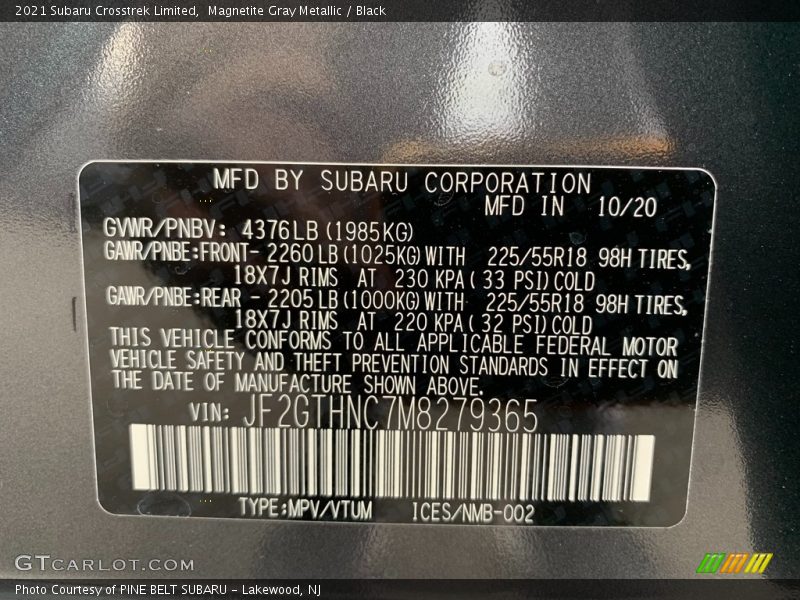 2021 Subaru Crosstrek Limited,  Magnetite Gray Metallic / Black
MFD BY SUBARU CORPORATION
MFD IN 10/20
GVWR/PNBV: 4376LB (1985KG)
GAWR/PNBE:FRONT- 2260LB (1025KG) WITH 225/55R18 98H TIRES,
18X7J RIMS AT 230 KPA ( 33 PSI) COLD
GAWR/PNBE:REAR - 2205LB (1000KG) WITH 225/55R18 98H TIRES,
18X7J RIMS AT 220 KPA ( 32 PSI) COLD
THIS VEHICLE CONFORMS TO ALL APPLICABLE FEDERAL MOTOR
VEHICLE SAFETY AND THEFT PREVENTION STANDARDS IN EFFECT ON
THE DATE OF MANUFACTURE SHOWN ABOVE.
VIN: JF2GTHNC7M8279365
TYPE:MPV/VTUM ICES/NMB-002
GTCARLOT.COM
Photo Courtesy of PINE BELT SUBARU - Lakewood, NJ